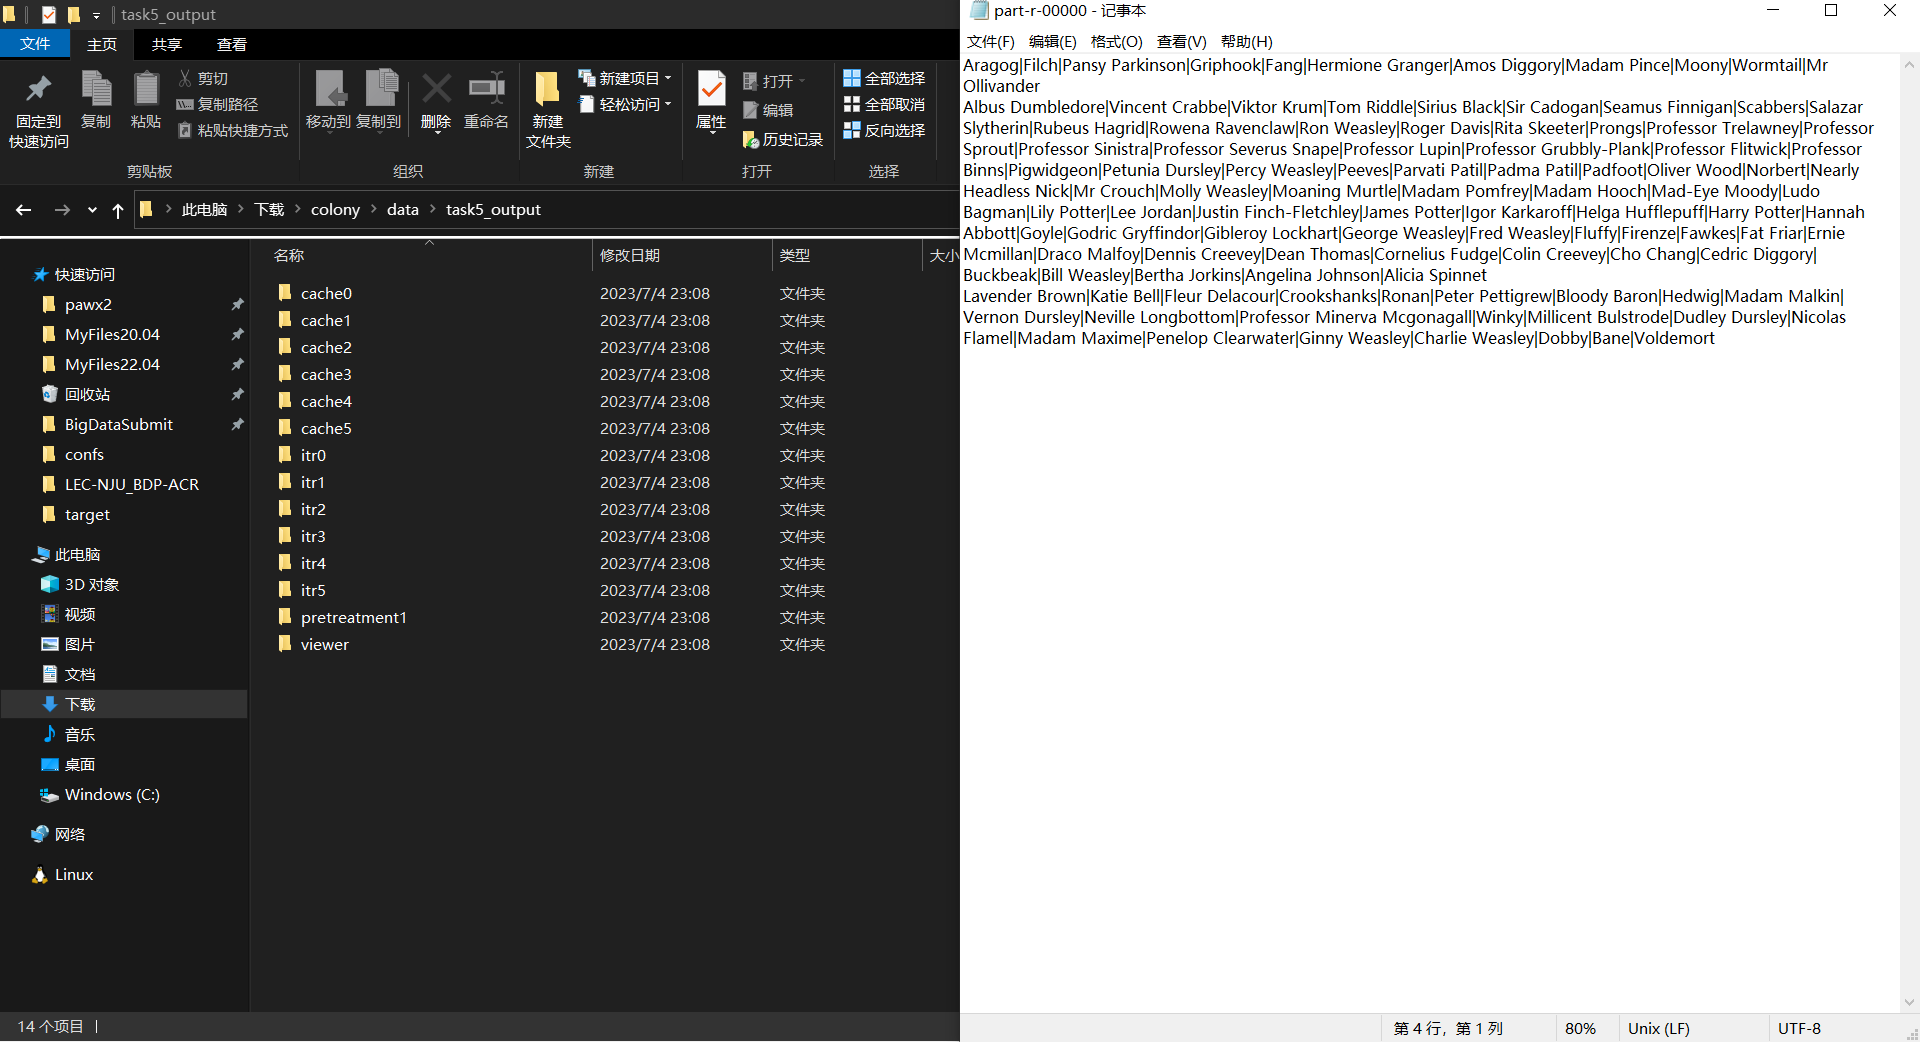 task5_output
文件
主页
共享
查看
固定到
快速访问
复制
粘贴
剪切
复制路径
粘贴快捷方式
剪贴板
移动到
复制到
删除
重命名
组织
新建
文件夹
新建项目
轻松访问
新建
属性
打开
编辑
历史记录
打开
全部选择
全部取消
反向选择
选择
此电脑
下载
colony
data
task5_output
快速访问
pawx2
MyFiles20.04
MyFiles22.04
回收站
BigDataSubmit
confs
LEC-NJU_BDP-ACR
target
此电脑
3D 对象
视频
图片
文档
下载
音乐
桌面
Windows (C:)
网络
Linux
名称 修改日期 类型 大小
cache0 2023/7/4 23:08 文件夹
cache1 2023/7/4 23:08 文件夹
cache2 2023/7/4 23:08 文件夹
cache3 2023/7/4 23:08 文件夹
cache4 2023/7/4 23:08 文件夹
cache5 2023/7/4 23:08 文件夹
itr0 2023/7/4 23:08 文件夹
itr1 2023/7/4 23:08 文件夹
itr2 2023/7/4 23:08 文件夹
itr3 2023/7/4 23:08 文件夹
itr4 2023/7/4 23:08 文件夹
itr5 2023/7/4 23:08 文件夹
pretreatment1 2023/7/4 23:08 文件夹
viewer 2023/7/4 23:08 文件夹
14 个项目
part-r-00000 - 记事本
文件(F) 编辑(E) 格式(O) 查看(V) 帮助(H)
Aragog|Filch|Pansy Parkinson|Griphook|Fang|Hermione Granger|Amos Diggory|Madam Pince|Moony|Wormtail|Mr
Ollivander
Albus Dumbledore|Vincent Crabbe|Viktor Krum|Tom Riddle|Sirius Black|Sir Cadogan|Seamus Finnigan|Scabbers|Salazar
Slytherin|Rubeus Hagrid|Rowena Ravenclaw|Ron Weasley|Roger Davis|Rita Skeeter|Prongs|Professor Trelawney|Professor
Sprout|Professor Sinistra|Professor Severus Snape|Professor Lupin|Professor Grubbly-Plank|Professor Flitwick|Professor
Binns|Pigwidgeon|Petunia Dursley|Percy Weasley|Peeves|Parvati Patil|Padma Patil|Padfoot|Oliver Wood|Norbert|Nearly
Headless Nick|Mr Crouch|Molly Weasley|Moaning Murtle|Madam Pomfrey|Madam Hooch|Mad-Eye Moody|Ludo
Bagman|Lily Potter|Lee Jordan|Justin Finch-Fletchley|James Potter|Igor Karkaroff|Helga Hufflepuff|Harry Potter|Hannah
Abbott|Goyle|Godric Gryffindor|Gibleroy Lockhart|George Weasley|Fred Weasley|Fluffy|Firenze|Fawkes|Fat Friar|Ernie
Mcmillan|Draco Malfoy|Dennis Creevey|Dean Thomas|Cornelius Fudge|Colin Creevey|Cho Chang|Cedric Diggory|
Buckbeak|Bill Weasley|Bertha Jorkins|Angelina Johnson|Alicia Spinnet
Lavender Brown|Katie Bell|Fleur Delacour|Crookshanks|Ronan|Peter Pettigrew|Bloody Baron|Hedwig|Madam Malkin|
Vernon Dursley|Neville Longbottom|Professor Minerva Mcgonagall|Winky|Millicent Bulstrode|Dudley Dursley|Nicolas
Flamel|Madam Maxime|Penelop Clearwater|Ginny Weasley|Charlie Weasley|Dobby|Bane|Voldemort
第 4 行，第 1 列 80% Unix (LF) UTF-8